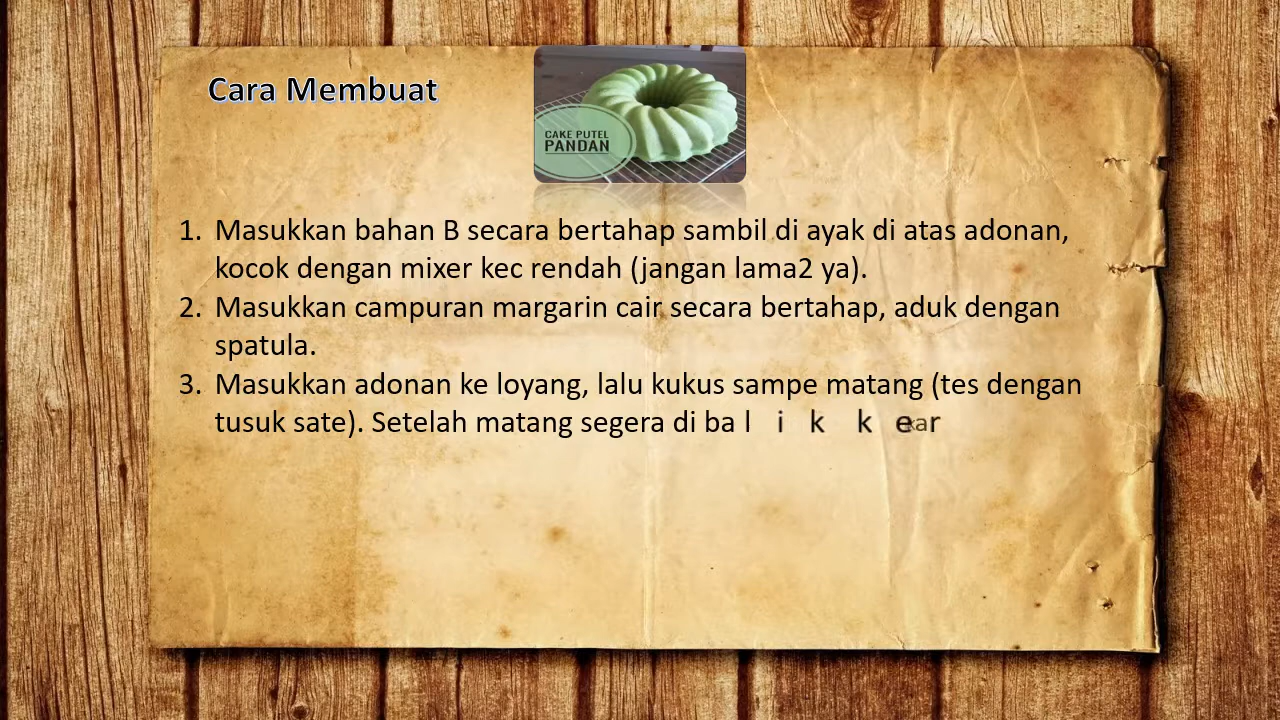 Cara Membuat
CAKE PUTEL
PANDAN
1. Masukkan bahan B secara bertahap sambil di ayak di atas adonan,
kocok dengan mixer kec rendah (jangan lama2 ya).
2. Masukkan campuran margarin cair secara bertahap, aduk dengan
spatula.
3. Masukkan adonan ke loyang, lalu kukus sampe matang (tes dengan
tusuk sate). Setelah matang segera di balik ke